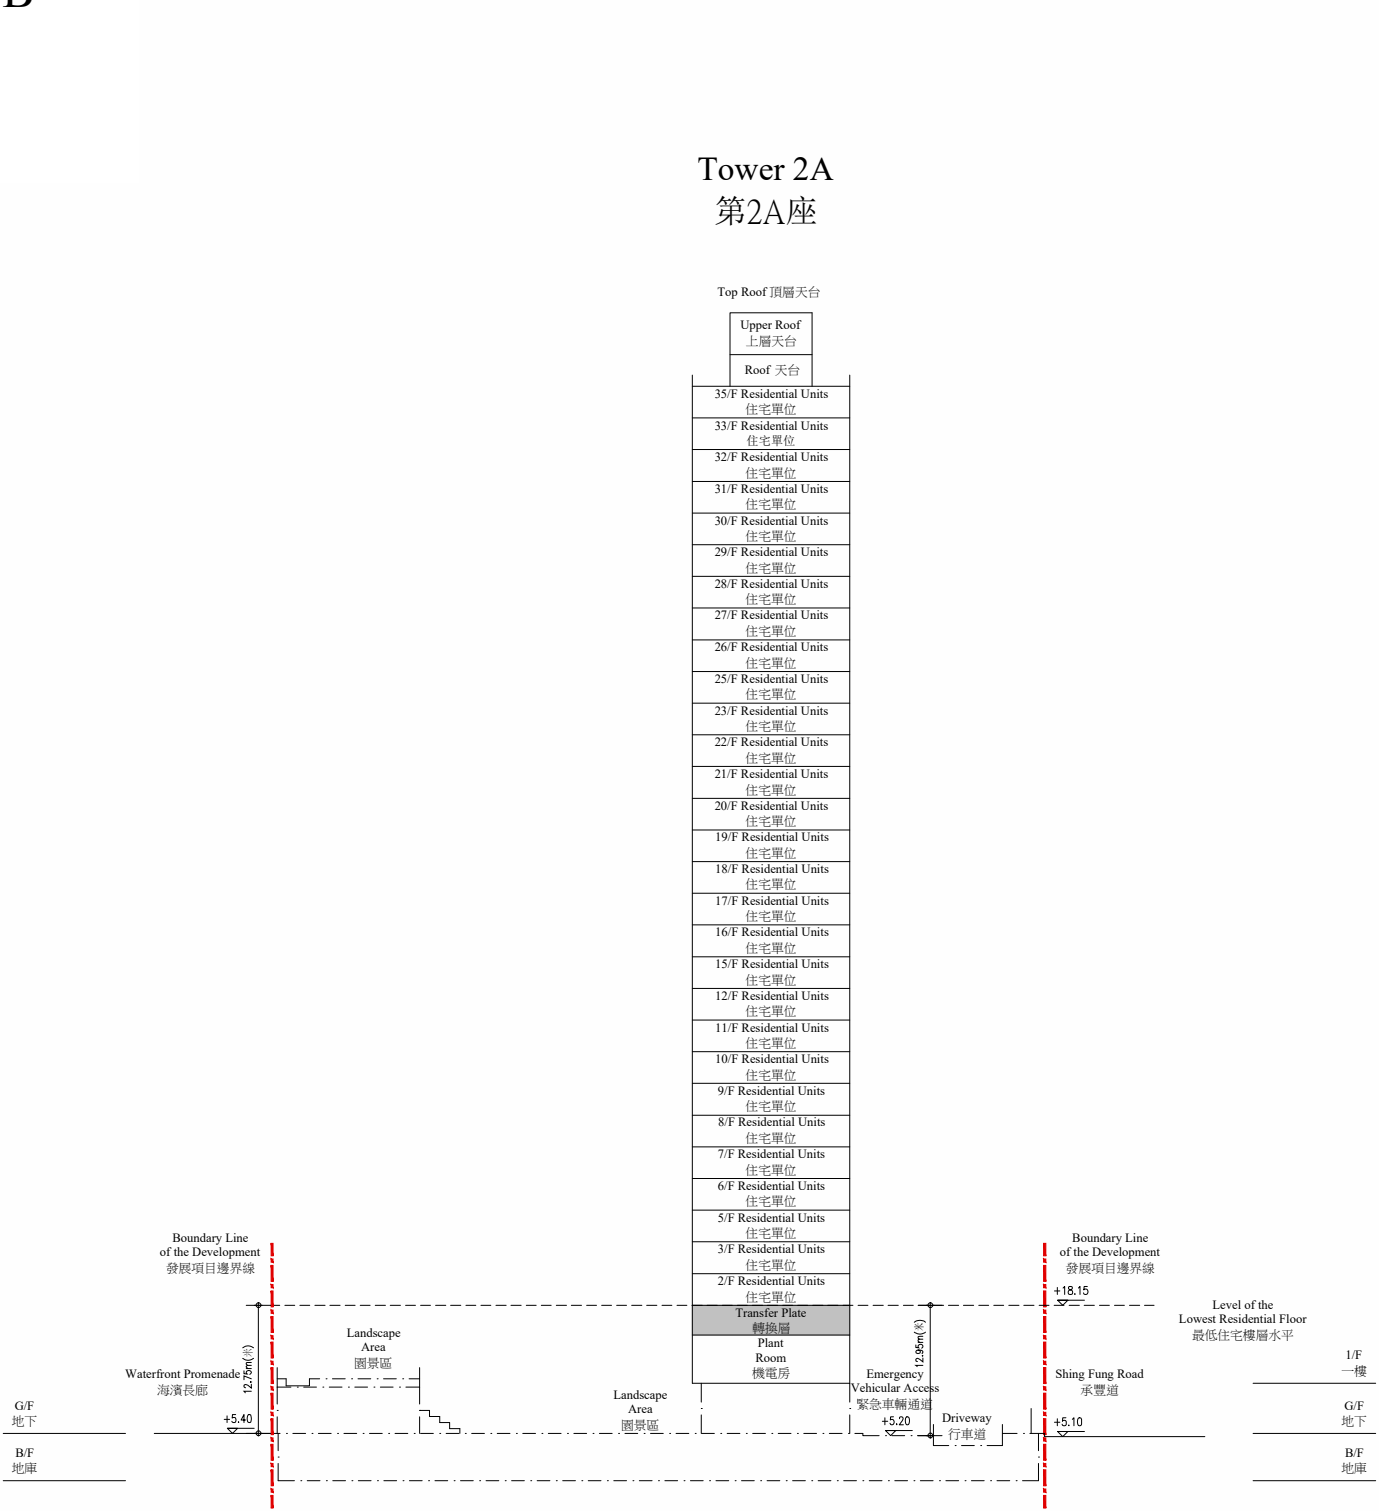 Tower 2A
第2A座
Top Roof 頂層天台
Upper Roof
上層天台
Roof 天台
35/F Residential Units
住宅單位
33/F Residential Units
住宅單位
32/F Residential Units
住宅單位
31/F Residential Units
住宅單位
30/F Residential Units
住宅單位
29/F Residential Units
住宅單位
28/F Residential Units
住宅單位
27/F Residential Units
住宅單位
26/F Residential Units
住宅單位
25/F Residential Units
住宅單位
23/F Residential Units
住宅單位
22/F Residential Units
住宅單位
21/F Residential Units
住宅單位
20/F Residential Units
住宅單位
19/F Residential Units
住宅單位
18/F Residential Units
住宅單位
17/F Residential Units
住宅單位
16/F Residential Units
住宅單位
15/F Residential Units
住宅單位
12/F Residential Units
住宅單位
11/F Residential Units
住宅單位
10/F Residential Units
住宅單位
9/F Residential Units
住宅單位
8/F Residential Units
住宅單位
7/F Residential Units
住宅單位
6/F Residential Units
住宅單位
5/F Residential Units
住宅單位
3/F Residential Units
住宅單位
2/F Residential Units
住宅單位
Transfer Plate
轉換層
Plant
Room
機電房
Boundary Line
of the Development
發展項目邊界線
12.75m(米)
Waterfront Promenade
海濱長廊
+5.40
G/F
地下
B/F
地庫
Landscape
Area
園景區
Landscape
Area
園景區
12.95m(米)
Emergency
Vehicular Access
緊急車輛通道
+5.20
Driveway
行車道
Boundary Line
of the Development
發展項目邊界線
+18.15
Level of the
Lowest Residential Floor
最低住宅樓層水平
Shing Fung Road
承豐道
+5.10
1/F
一樓
G/F
地下
B/F
地庫